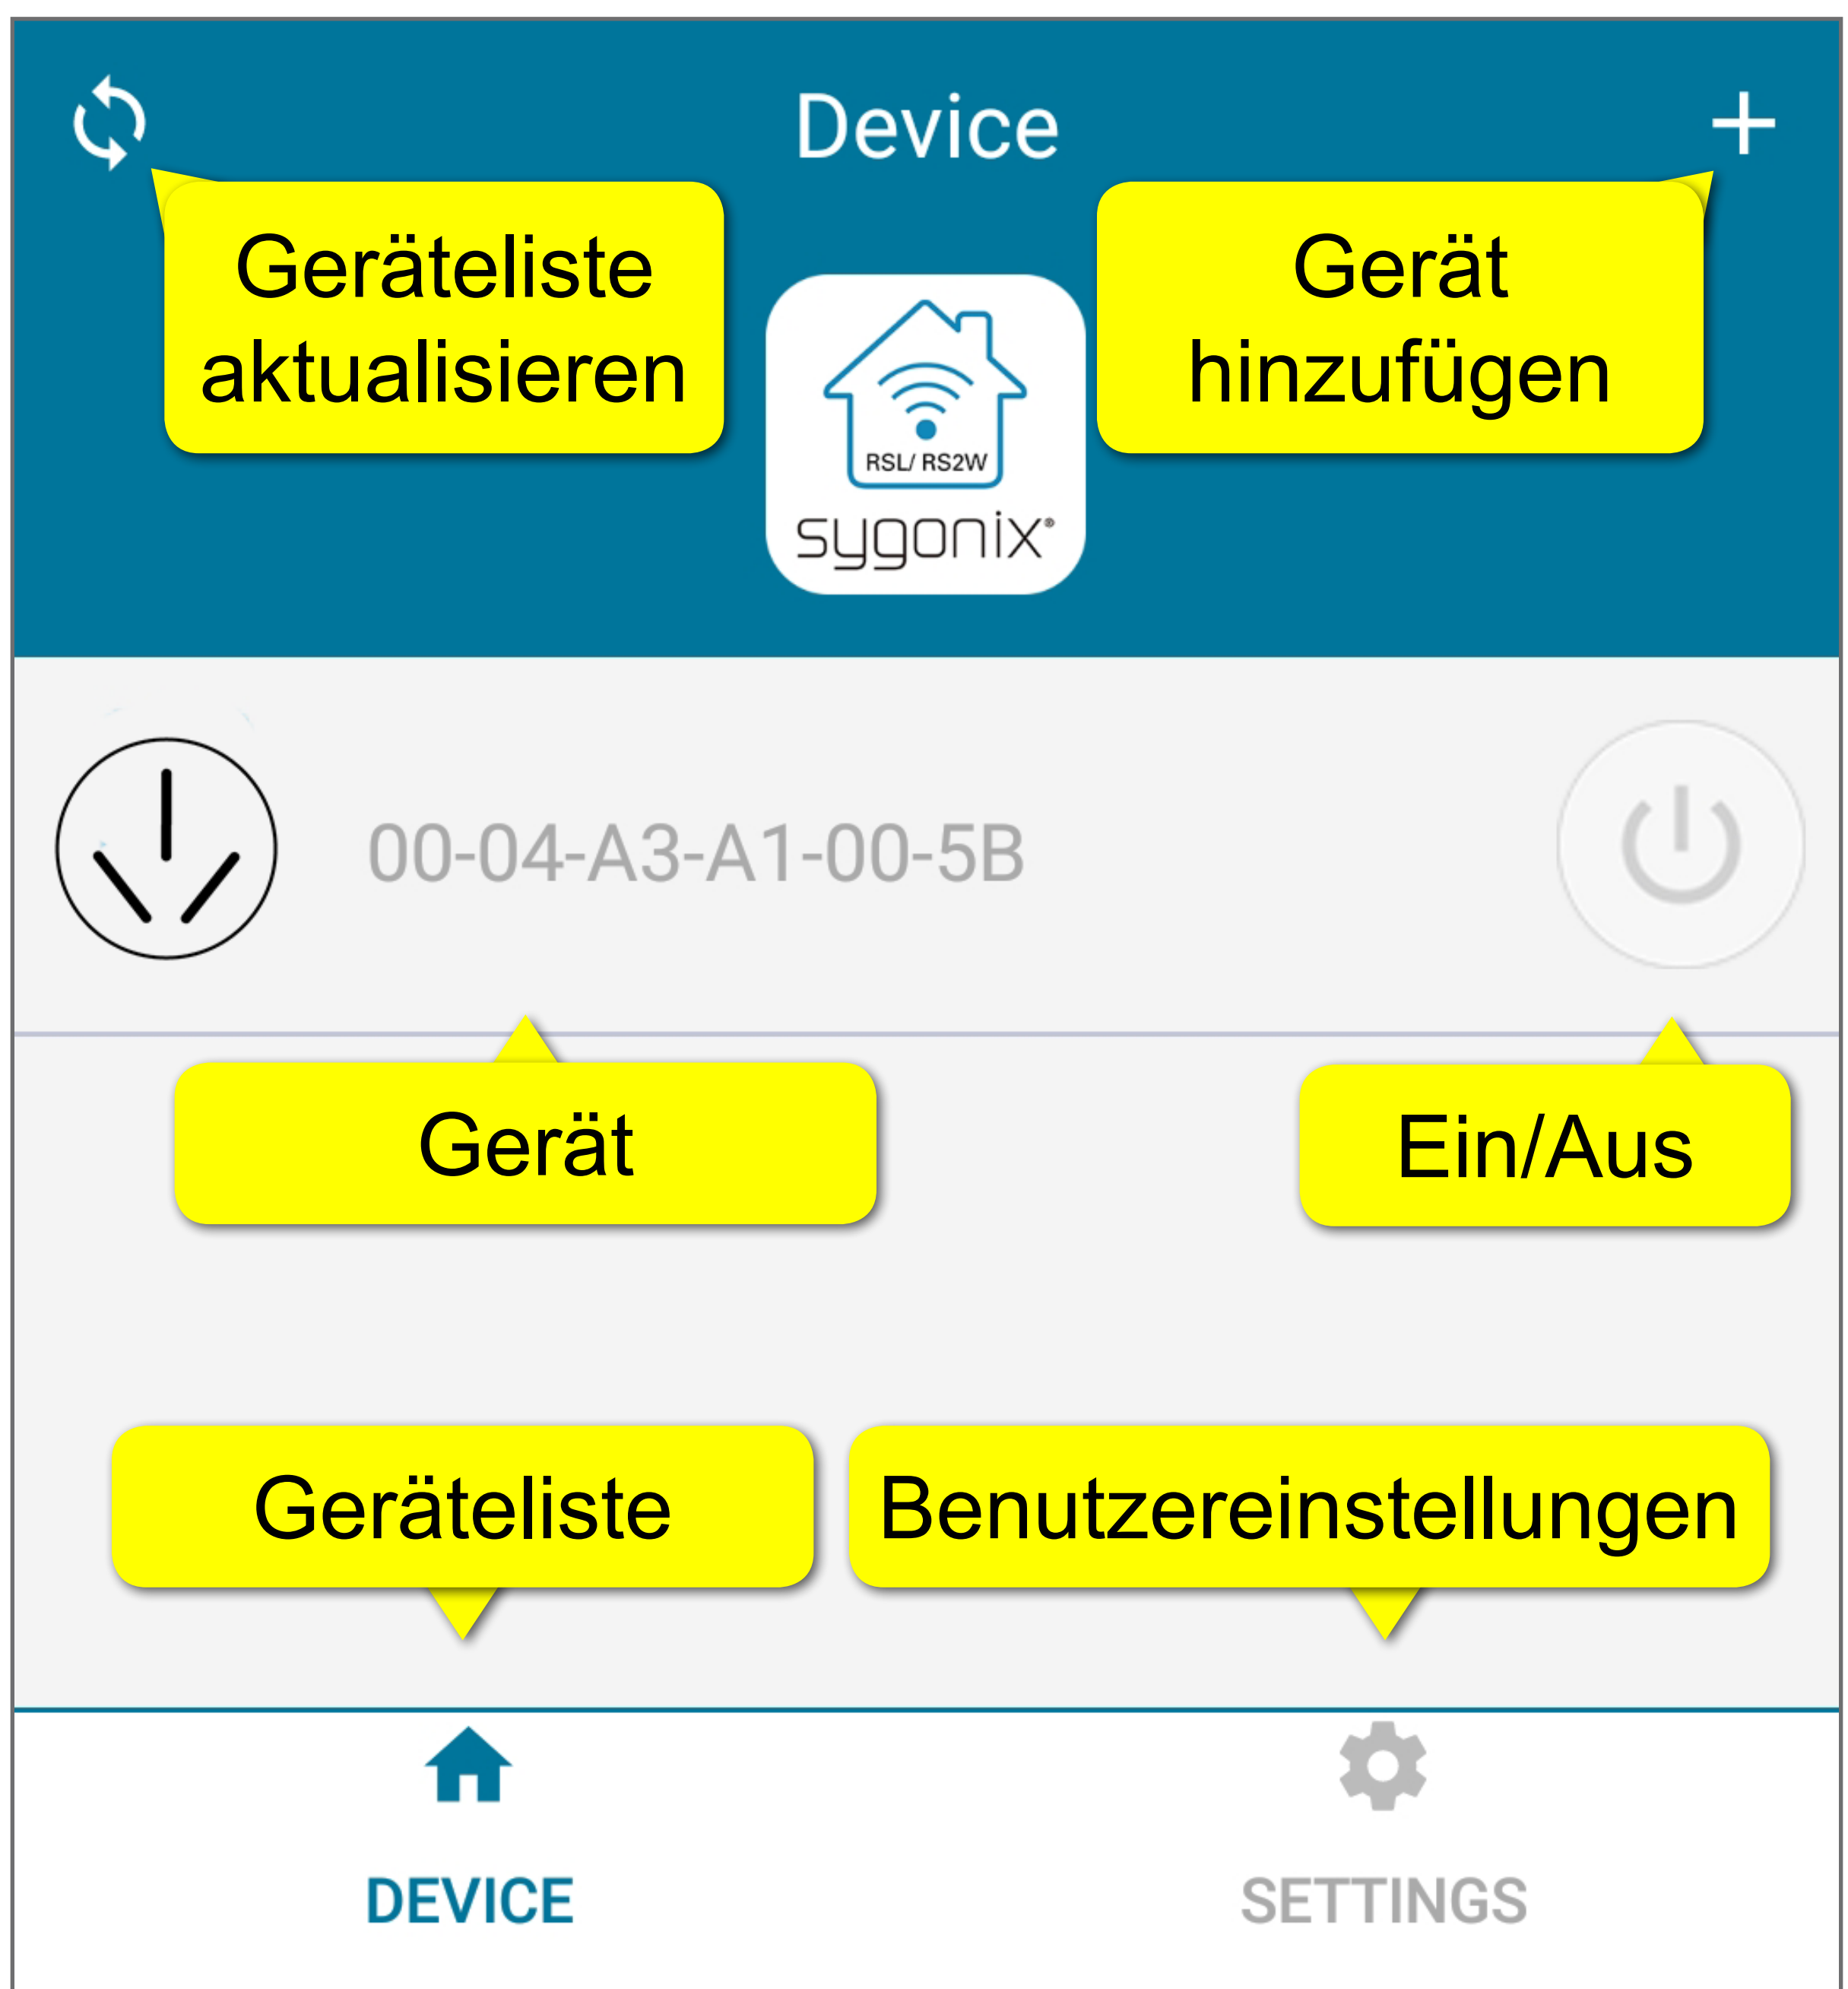 Device
Geräteliste
aktualisieren
Gerät
hinzufügen
RSL/ RS2W
sygonix®
00-04-A3-A1-00-5B
Gerät
Ein/Aus
Geräteliste
Benutzereinstellungen
DEVICE
SETTINGS